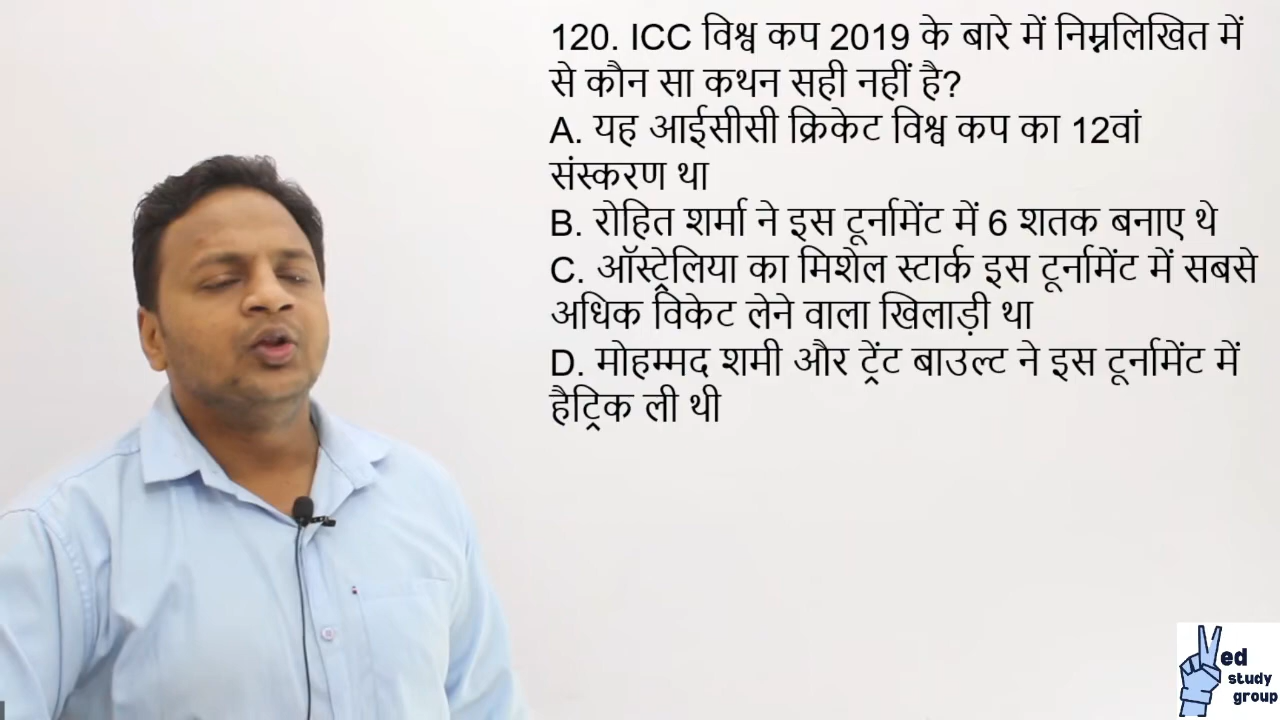 120. ICC विश्व कप 2019 के बारे में निम्नलिखित में
से कौन सा कथन सही नहीं है?
A. यह आईसीसी क्रिकेट विश्व कप का 12वां
संस्करण था
B. रोहित शर्मा ने इस टूर्नामेंट में 6 शतक बनाए थे
C. ऑस्ट्रेलिया का मिशेल स्टार्क इस टूर्नामेंट में सबसे
अधिक विकेट लेने वाला खिलाड़ी था
D. मोहम्मद शमी और ट्रेंट बाउल्ट ने इस टूर्नामेंट में
हैट्रिक ली थी
Ved
study
group